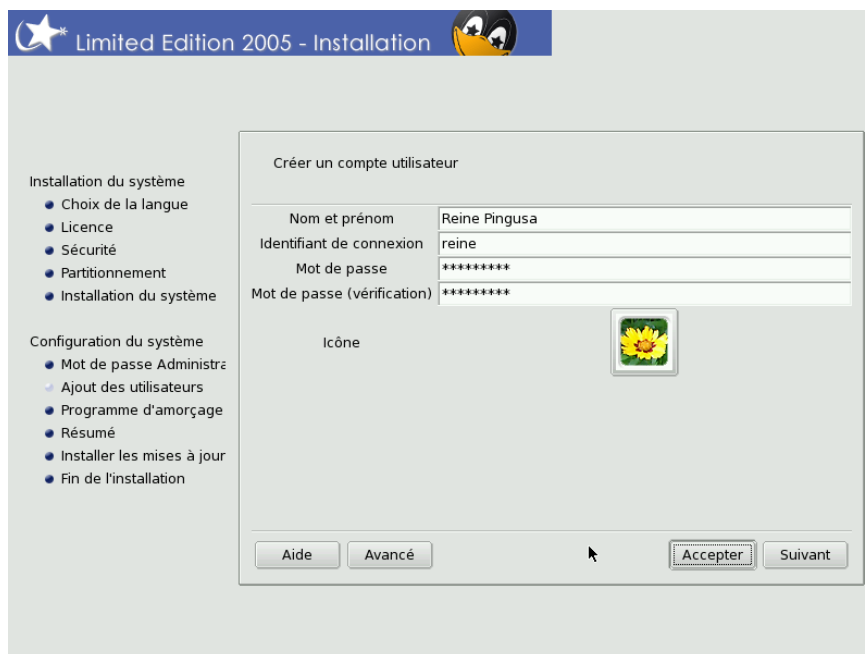 Limited Edition 2005 - Installation
Installation du système
Choix de la langue
Licence
Sécurité
Partitionnement
Installation du système
Configuration du système
Mot de passe Administra
Ajout des utilisateurs
Programme d'amorçage
Résumé
Installer les mises à jour
Fin de l'installation
Créer un compte utilisateur
Nom et prénom Reine Pingusa
Identifiant de connexion reine
Mot de passe *********
Mot de passe (vérification) *********
Icône
Aide Avancé Accepter Suivant